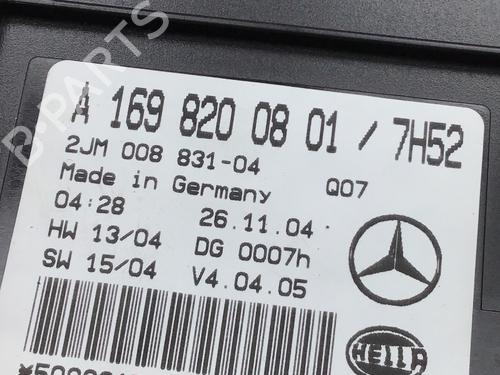 A 169 820 08 01 / 7H52
2JM 008 831-04
Made in Germany Q07
04:28 26.11.04
HW 13/04 DG 0007h
SW 15/04 V4.04.05
HELLA
B-PARTS